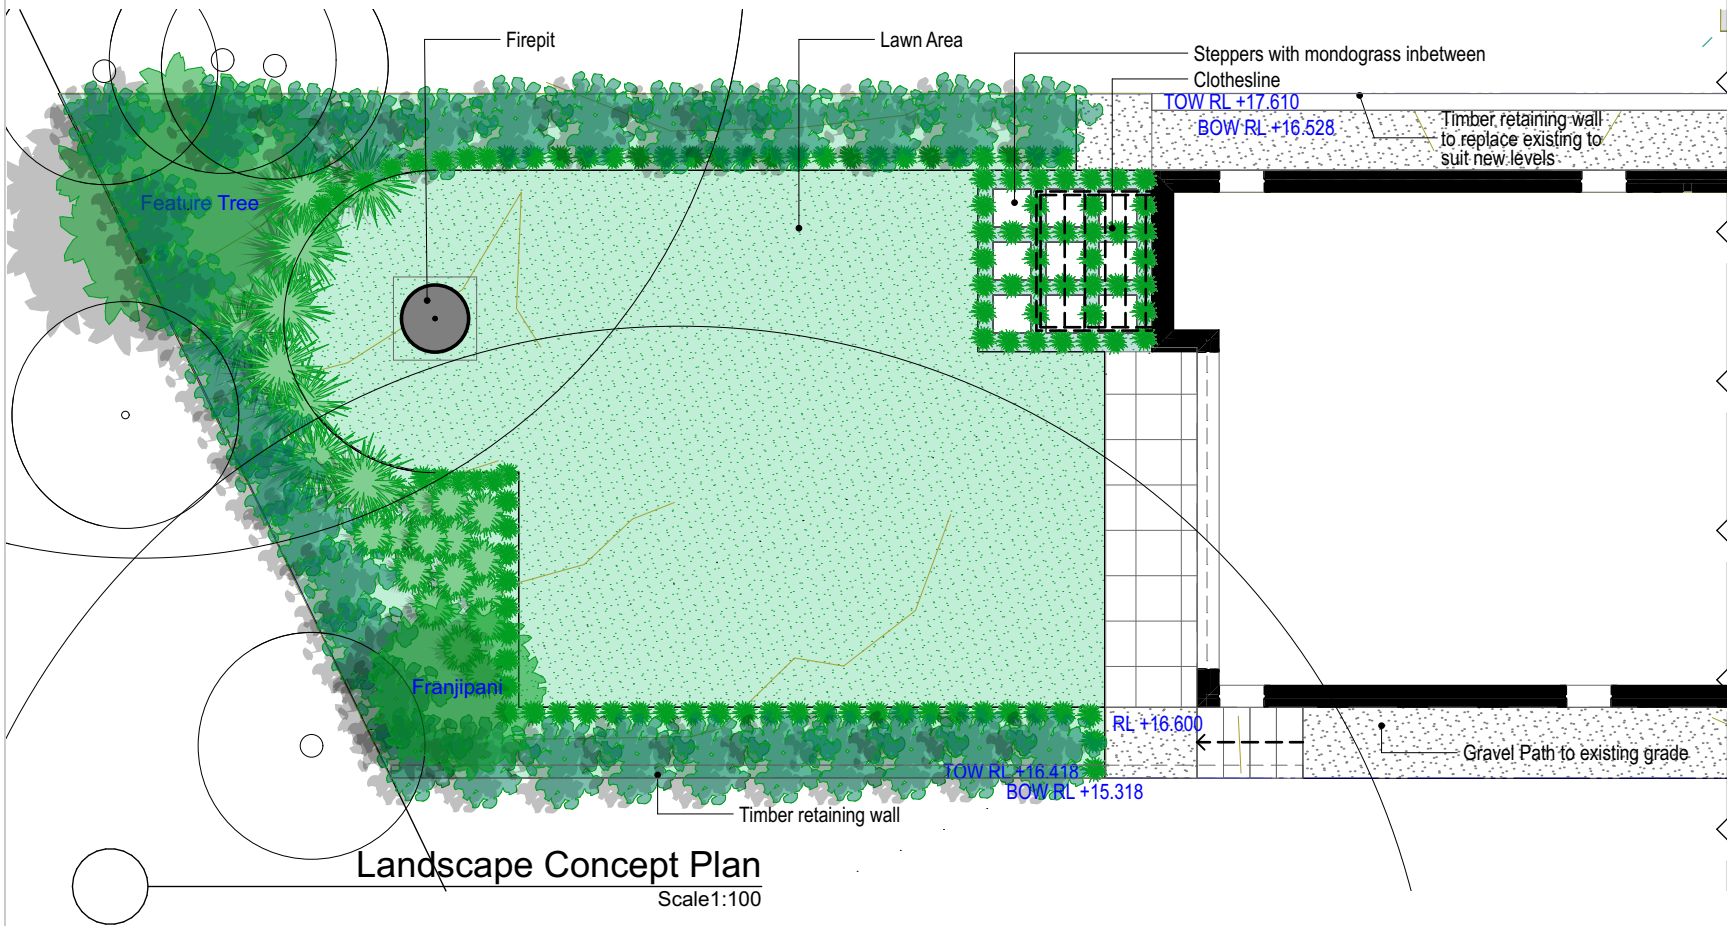 Firepit
Lawn Area
Steppers with mondograss inbetween
Clothesline
TOW RL +17.610
BOW RL +16.528
Timber retaining wall
to replace existing to
suit new levels
Feature Tree
Franjipani
RL +16.600
Gravel Path to existing grade
TOW RL +16.418
BOW RL +15.318
Timber retaining wall
Landscape Concept Plan
Scale1:100